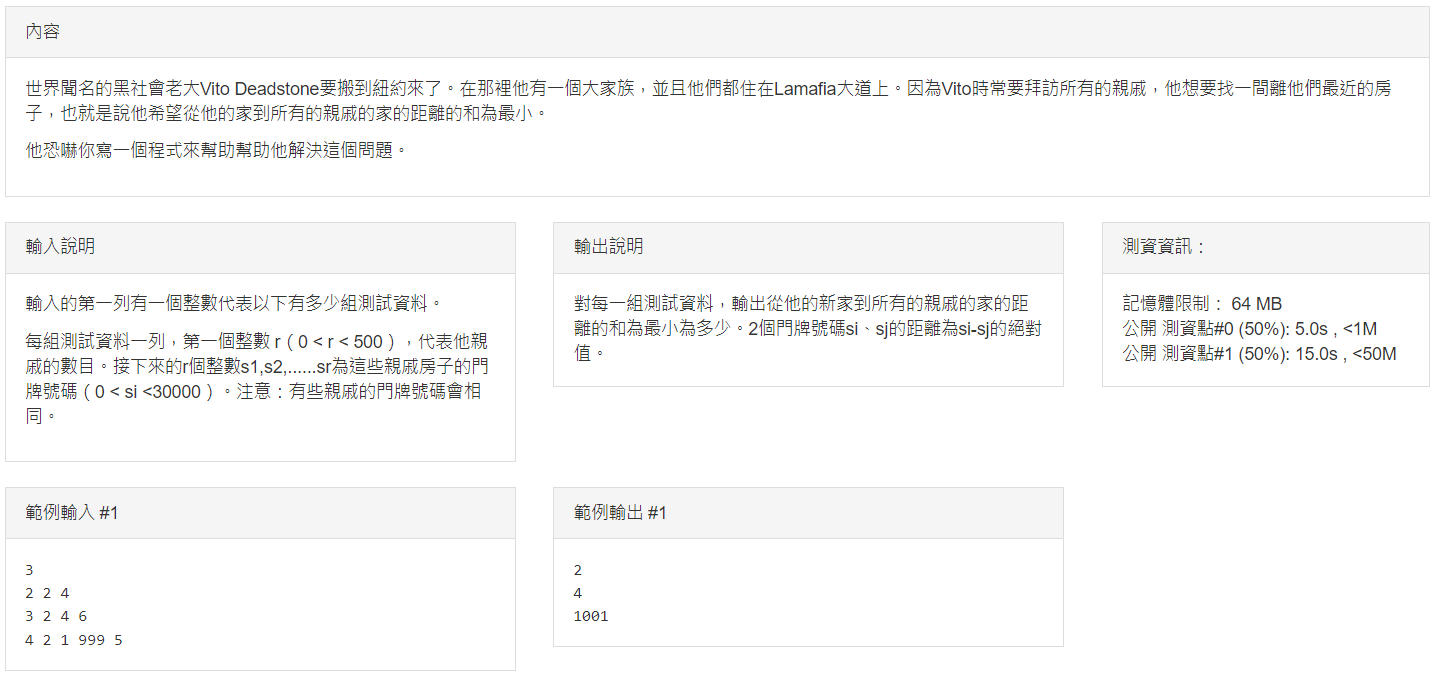 內容
世界聞名的黑社會老大Vito Deadstone要搬到紐約來了。在那裡他有一個大家族，並且他們都住在Lamafia大道上。因為Vito時常要拜訪所有的親戚，他想要找一間離他們最近的房
子，也就是說他希望從他的家到所有的親戚的家的距離的和為最小。
他恐嚇你寫一個程式來幫助幫助他解決這個問題。
輸入說明
輸入的第一列有一個整數代表以下有多少組測試資料。
每組測試資料一列，第一個整數 r（0 < r < 500），代表他親
戚的數目。接下來的r個整數s1,s2,......sr為這些親戚房子的門
牌號碼（0 < si <30000）。注意：有些親戚的門牌號碼會相
同。
輸出說明
對每一組測試資料，輸出從他的新家到所有的親戚的家的距
離的和為最小為多少。2個門牌號碼si、sj的距離為si-sj的絕對
值。
測資資訊：
記憶體限制： 64 MB
公開 測資點#0 (50%): 5.0s , <1M
公開 測資點#1 (50%): 15.0s , <50M
範例輸入 #1
3
2 2 4
3 2 4 6
4 2 1 999 5
範例輸出 #1
2
4
1001